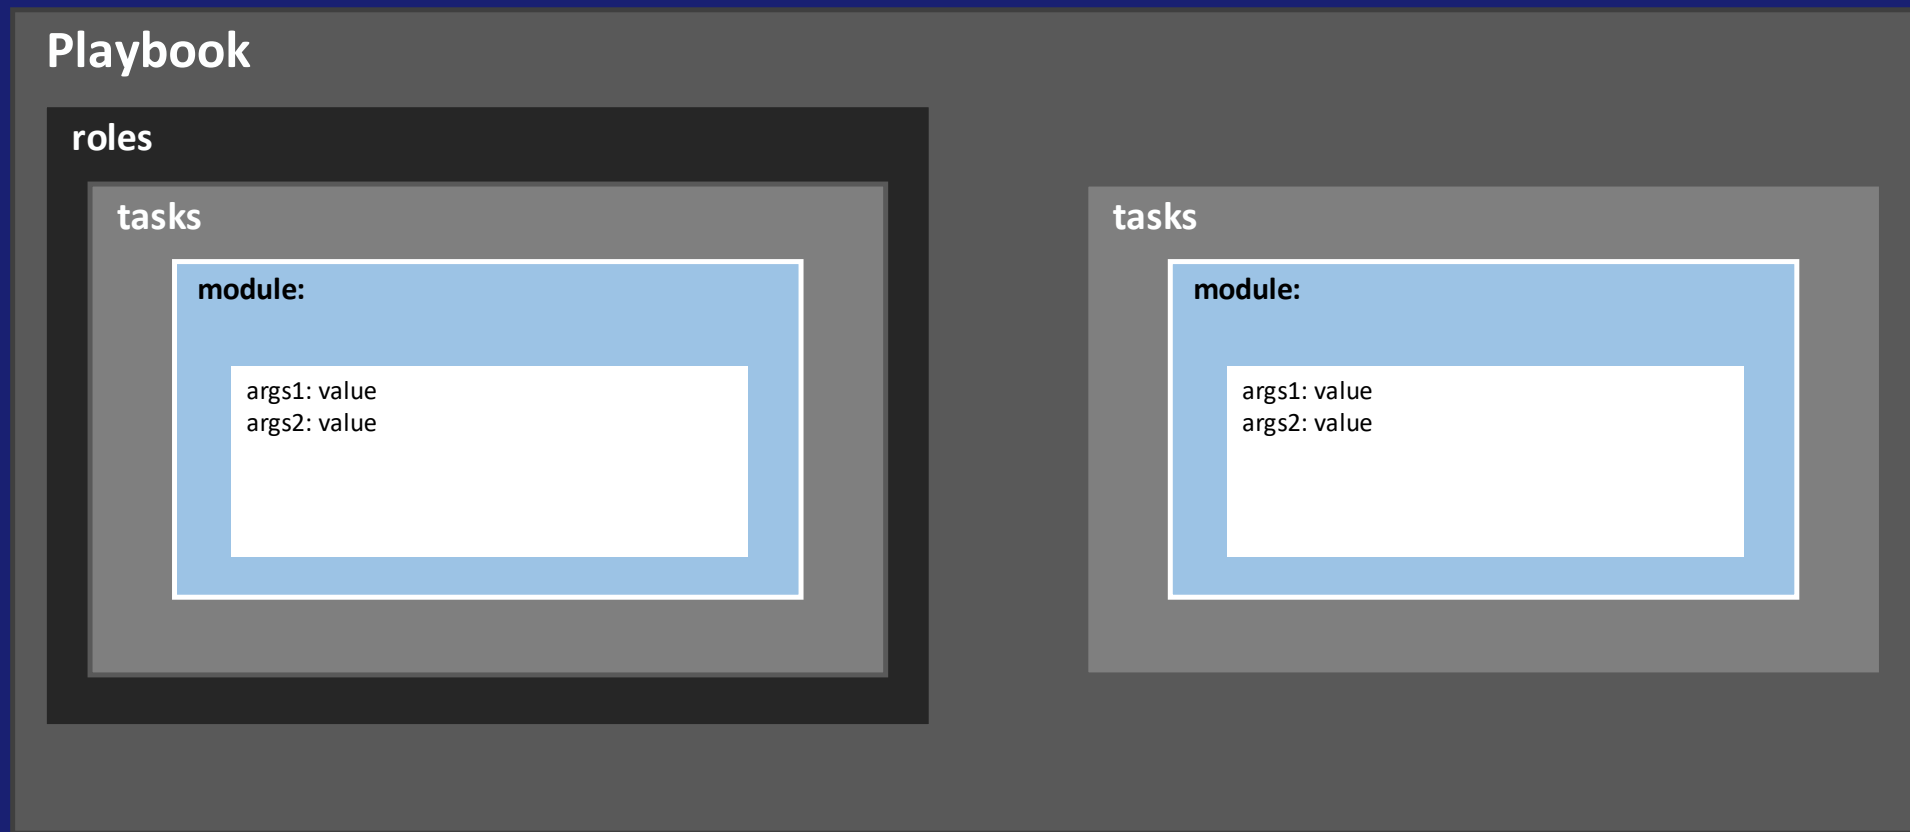 Playbook
roles
tasks
module:
args1: value
args2: value
tasks
module:
args1: value
args2: value